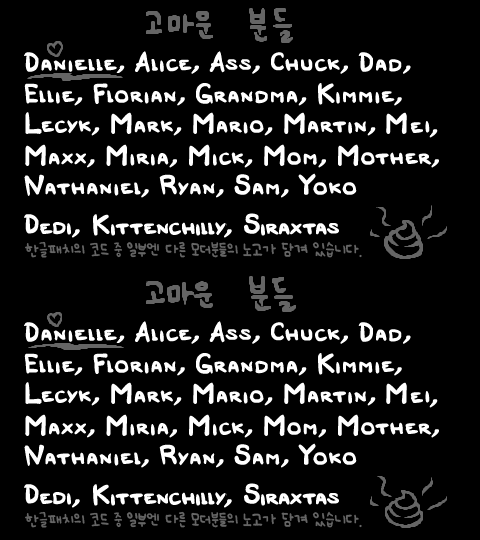 고마운 분들
Danielle, Alice, Ass, Chuck, Dad,
Ellie, Florian, Grandma, Kimmie,
Lecyk, Mark, Mario, Martin, Mei,
Maxx, Miria, Mick, Mom, Mother,
Nathaniel, Ryan, Sam, Yoko
Dedi, Kittenchilly, Siraxtas
한글패치의 코드 중 일부엔 다른 모더분들의 노고가 담겨 있습니다.
고마운 분들
Danielle, Alice, Ass, Chuck, Dad,
Ellie, Florian, Grandma, Kimmie,
Lecyk, Mark, Mario, Martin, Mei,
Maxx, Miria, Mick, Mom, Mother,
Nathaniel, Ryan, Sam, Yoko
Dedi, Kittenchilly, Siraxtas
한글패치의 코드 중 일부엔 다른 모더분들의 노고가 담겨 있습니다.